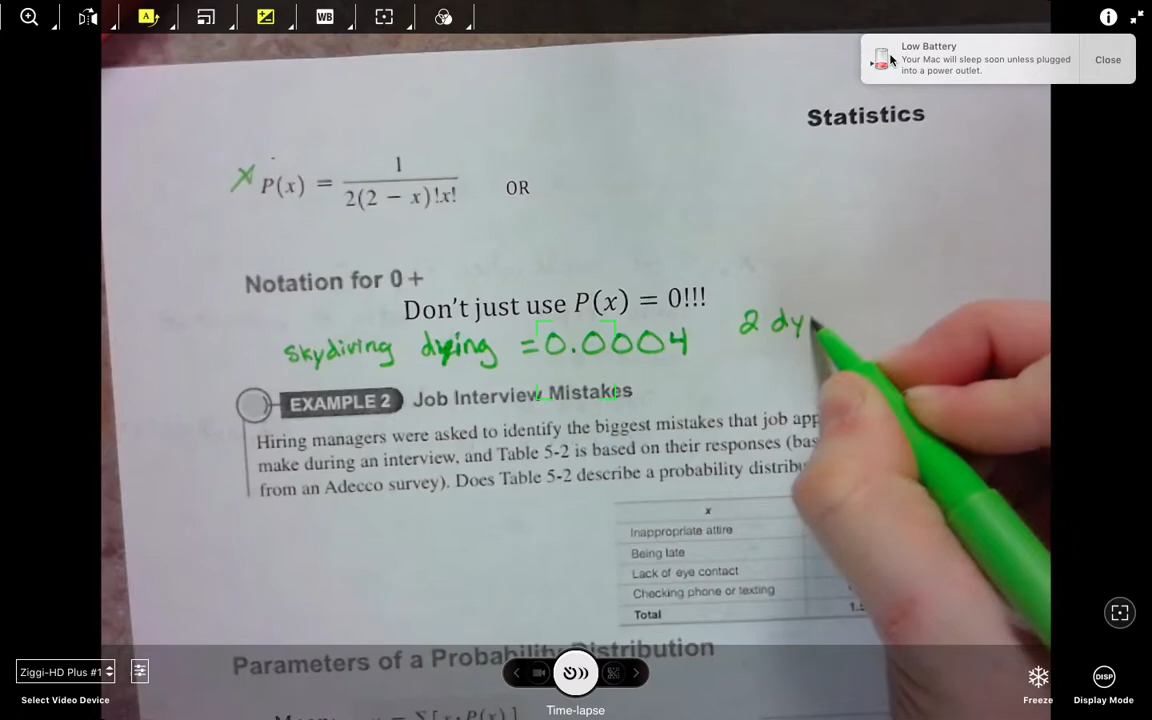 Low Battery
Your Mac will sleep soon unless plugged
into a power outlet.
Close
Statistics
P(x) = 1 / 2(2 − x)!x! OR
Notation for 0 +
Don't just use P(x) = 0!!!
skydiving dying = 0.0004 2 dy
EXAMPLE 2 Job Interview Mistakes
Hiring managers were asked to identify the biggest mistakes that job app
make during an interview, and Table 5-2 is based on their responses (bas
from an Adecco survey). Does Table 5-2 describe a probability distribu
x
Inappropriate attire
Being late
Lack of eye contact
Checking phone or texting
Total 1.
Parameters of a Probability Distribution
Ziggi-HD Plus #1
Select Video Device
Time-lapse
Freeze
DISP
Display Mode
WB
A